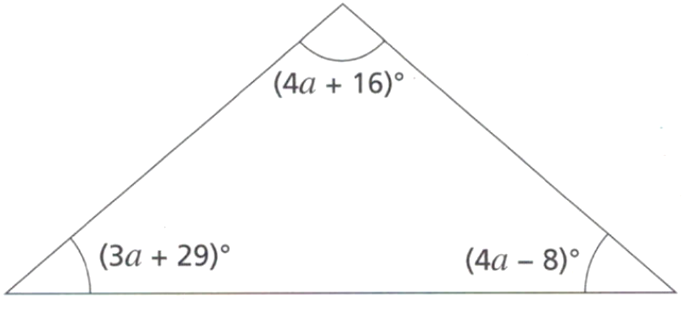 (4a + 16)°
(3a + 29)°
(4a − 8)°